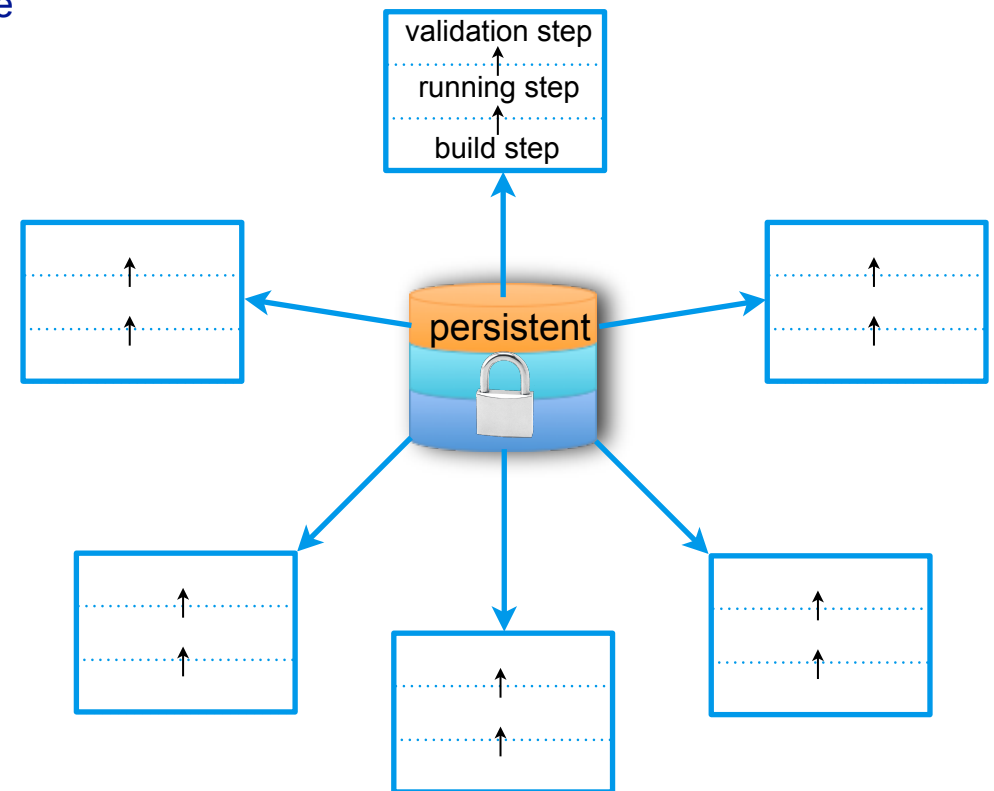 e
validation step
running step
build step
persistent